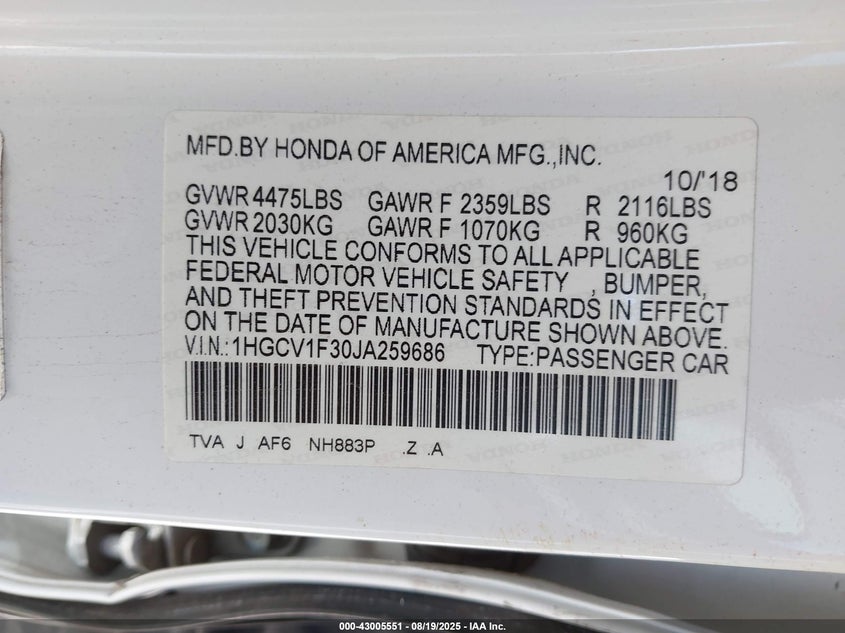 MFD.BY HONDA OF AMERICA MFG.,INC.
10/'18
GVWR 4475LBS GAWR F 2359LBS R 2116LBS
GVWR 2030KG GAWR F 1070KG R 960KG
THIS VEHICLE CONFORMS TO ALL APPLICABLE
FEDERAL MOTOR VEHICLE SAFETY , BUMPER,
AND THEFT PREVENTION STANDARDS IN EFFECT
ON THE DATE OF MANUFACTURE SHOWN ABOVE.
V.I.N.:1HGCV1F30JA259686 TYPE:PASSENGER CAR
TVA J AF6 NH883P .Z .A
000-43005551 - 08/19/2025 - IAA Inc.